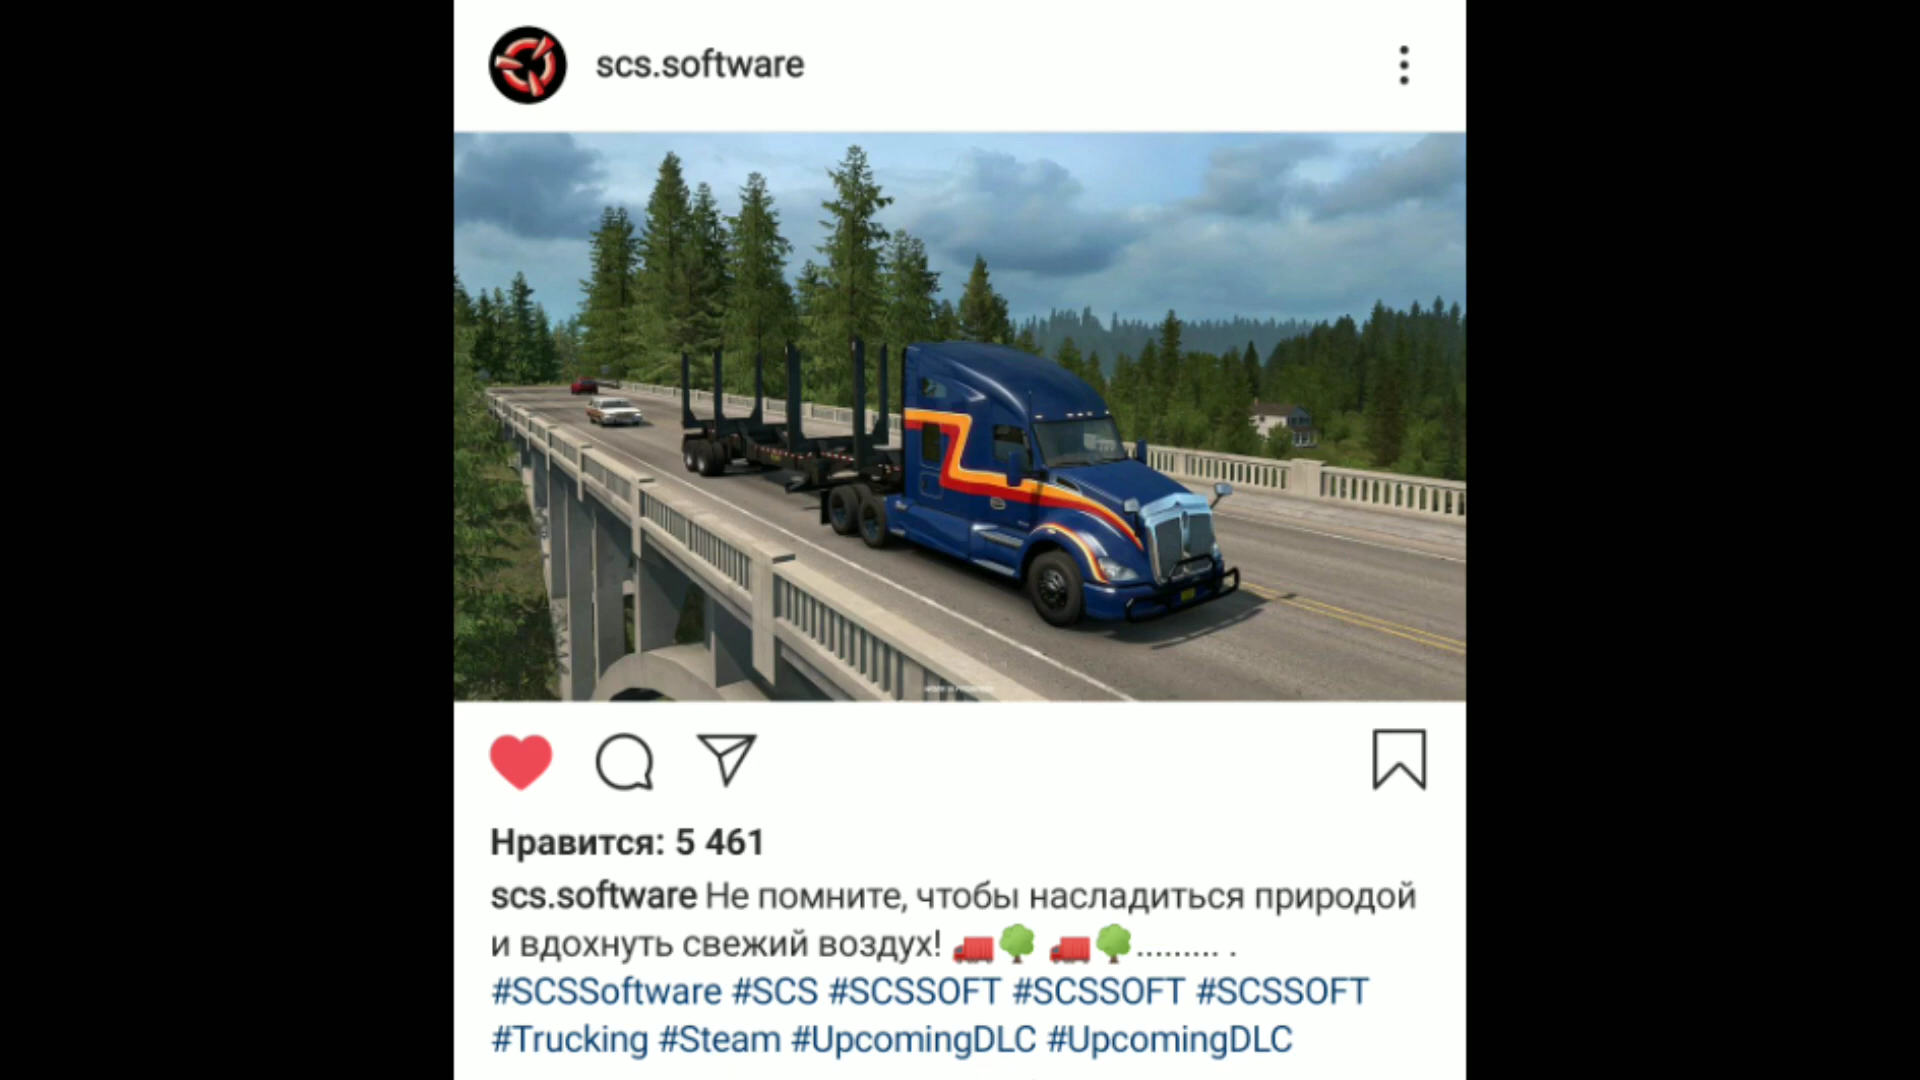 scs.software
Нравится: 5 461
scs.software Не помните, чтобы насладиться природой
и вдохнуть свежий воздух! 🚛🌳 🚛🌳......... .
#SCSSoftware #SCS #SCSSOFT #SCSSOFT #SCSSOFT
#Trucking #Steam #UpcomingDLC #UpcomingDLC